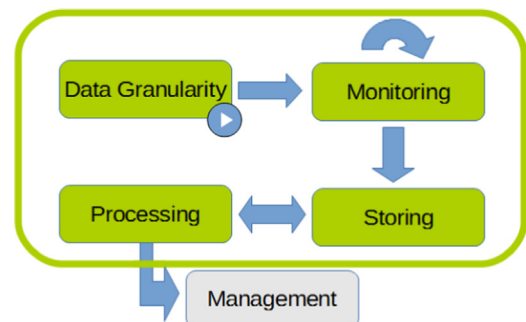 Data Granularity
Monitoring
Processing
Storing
Management